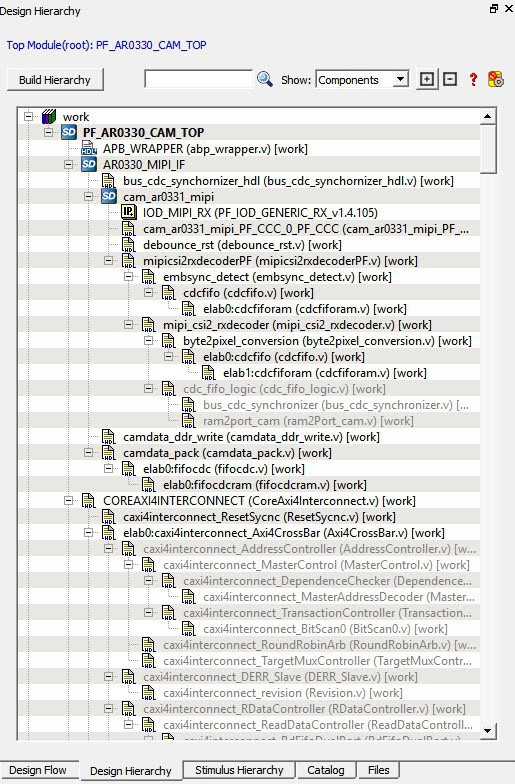 Design Hierarchy
Top Module(root): PF_AR0330_CAM_TOP
Build Hierarchy Show: Components
work
PF_AR0330_CAM_TOP
APB_WRAPPER (abp_wrapper.v) [work]
AR0330_MIPI_IF
bus_cdc_synchornizer_hdl (bus_cdc_synchornizer_hdl.v) [work]
cam_ar0331_mipi
IOD_MIPI_RX (PF_IOD_GENERIC_RX_v1.4.105)
cam_ar0331_mipi_PF_CCC_0_PF_CCC (cam_ar0331_mipi_PF_...
debounce_rst (debounce_rst.v) [work]
mipicsi2rxdecoderPF (mipicsi2rxdecoderPF.v) [work]
embsync_detect (embsync_detect.v) [work]
cdcfifo (cdcfifo.v) [work]
elab0:cdcfiforam (cdcfiforam.v) [work]
mipi_csi2_rxdecoder (mipi_csi2_rxdecoder.v) [work]
byte2pixel_conversion (byte2pixel_conversion.v) [work]
elab0:cdcfifo (cdcfifo.v) [work]
elab1:cdcfiforam (cdcfiforam.v) [work]
cdc_fifo_logic (cdc_fifo_logic.v) [work]
bus_cdc_synchronizer (bus_cdc_synchronizer.v) [...
ram2port_cam (ram2Port_cam.v) [work]
camdata_ddr_write (camdata_ddr_write.v) [work]
camdata_pack (camdata_pack.v) [work]
elab0:fifocdc (fifocdc.v) [work]
elab0:fifocdcram (fifocdcram.v) [work]
COREAXI4INTERCONNECT (CoreAxi4Interconnect.v) [work]
caxi4interconnect_ResetSycnc (ResetSycnc.v) [work]
elab0:caxi4interconnect_Axi4CrossBar (Axi4CrossBar.v) [work]
caxi4interconnect_AddressController (AddressController.v) [w...
caxi4interconnect_MasterControl (MasterControl.v) [work]
caxi4interconnect_DependenceChecker (Dependence...
caxi4interconnect_MasterAddressDecoder (Master...
caxi4interconnect_TransactionController (Transaction...
caxi4interconnect_BitScan0 (BitScan0.v) [work]
caxi4interconnect_RoundRobinArb (RoundRobinArb.v) [work]
caxi4interconnect_TargetMuxController (TargetMuxContr...
caxi4interconnect_DERR_Slave (DERR_Slave.v) [work]
caxi4interconnect_revision (Revision.v) [work]
caxi4interconnect_RDataController (RDataController.v) [work]
caxi4interconnect_ReadDataController (ReadDataControll...
Design Flow Design Hierarchy Stimulus Hierarchy Catalog Files